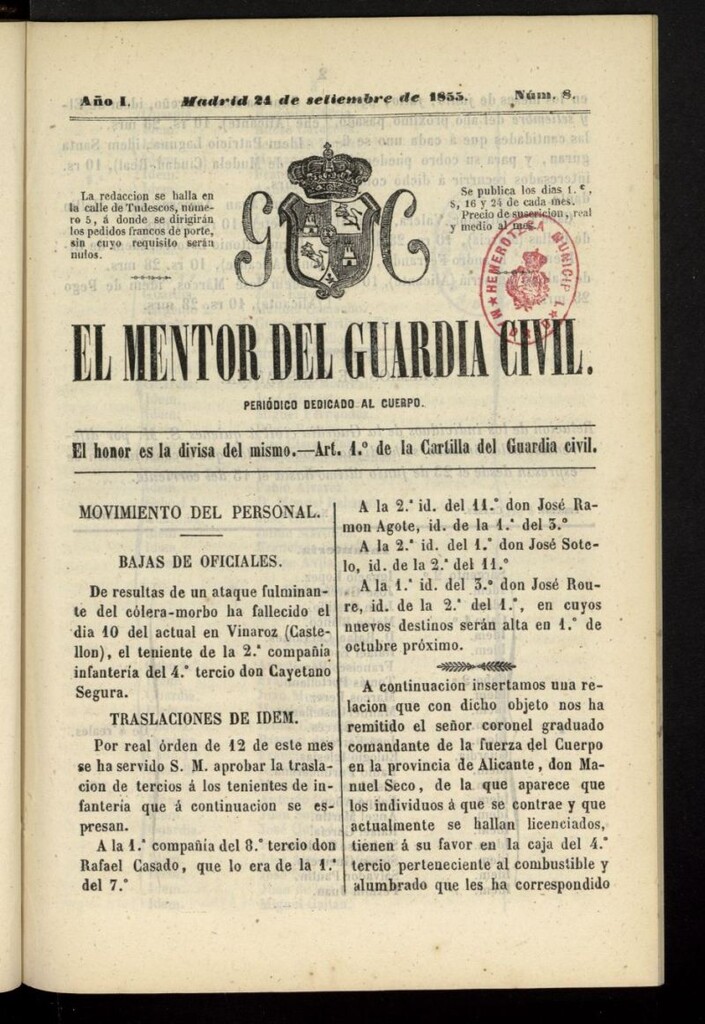 Año I. Madrid 24 de setiembre de 1855. Núm. 8.
La redaccion se halla en
la calle de Tudescos, núme-
ro 5, á donde se dirigirán
los pedidos francos de porte,
sin cuyo requisito serán
nulos.
G C
Se publica los dias 1.º,
8, 16 y 24 de cada mes.
Precio de suscricion, real
y medio al mes.
HEMEROTECA MUNICIPAL
MADRID
EL MENTOR DEL GUARDIA CIVIL.
PERIÓDICO DEDICADO AL CUERPO.
El honor es la divisa del mismo.—Art. 1.º de la Cartilla del Guardia civil.
MOVIMIENTO DEL PERSONAL.
BAJAS DE OFICIALES.
De resultas de un ataque fulminan-
te del cólera-morbo ha fallecido el
dia 10 del actual en Vinaroz (Caste-
llon), el teniente de la 2.ª compañia
infantería del 4.º tercio don Cayetano
Segura.
TRASLACIONES DE IDEM.
Por real órden de 12 de este mes
se ha servido S. M. aprobar la trasla-
cion de tercios á los tenientes de in-
fantería que á continuacion se es-
presan.
A la 1.ª compañía del 8.º tercio don
Rafael Casado, que lo era de la 1.ª
del 7.º
A la 2.ª id. del 11.º don José Ra-
mon Agote, id. de la 1.ª del 3.º
A la 2.ª id. del 1.º don José Sote-
lo, id. de la 2.ª del 11.º
A la 1.ª id. del 3.º don José Rou-
re, id. de la 2.ª del 1.º, en cuyos
nuevos destinos serán alta en 1.º de
octubre próximo.
A continuacion insertamos una re-
lacion que con dicho objeto nos ha
remitido el señor coronel graduado
comandante de la fuerza del Cuerpo
en la provincia de Alicante, don Ma-
nuel Seco, de la que aparece que
los individuos á que se contrae y que
actualmente se hallan licenciados,
tienen á su favor en la caja del 4.º
tercio perteneciente al combustible y
alumbrado que les ha correspondido